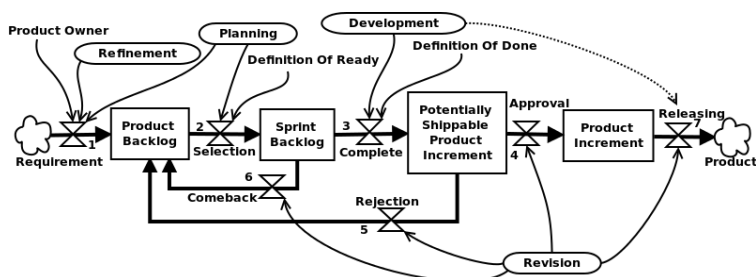 Product Owner
Refinement
Planning
Development
Definition Of Ready
Definition Of Done
Requirement
1
Product
Backlog
2
Selection
Sprint
Backlog
3
Complete
Potentially
Shippable
Product
Increment
Approval
4
Product
Increment
Releasing
7
Product
6
Comeback
Rejection
5
Revision